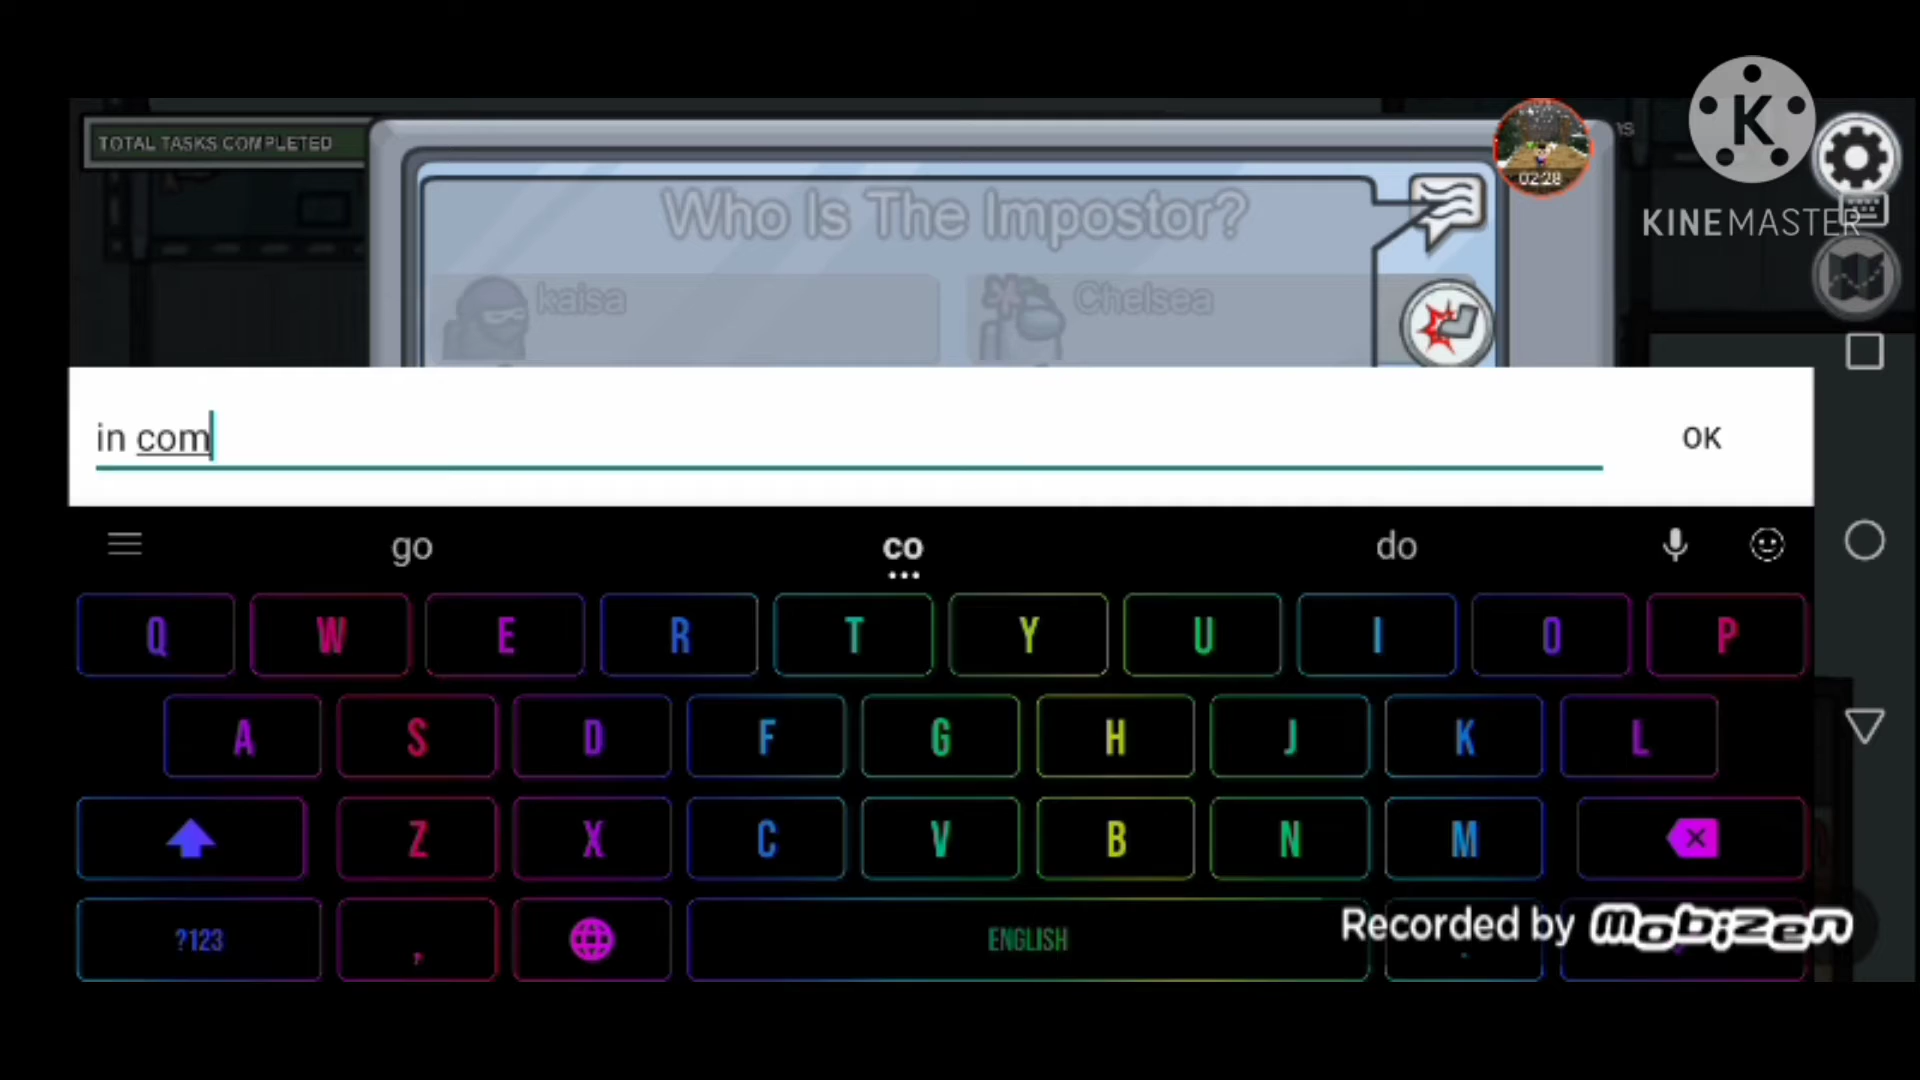 TOTAL TASKS COMPLETED
Who Is The Impostor?
02:28
K
KINEMASTER
kaisa
Chelsea
in com
OK
go
co
do
Q W E R T Y U I O P
A S D F G H J K L
Z X C V B N M
?123 , ENGLISH .
Recorded by mobizen